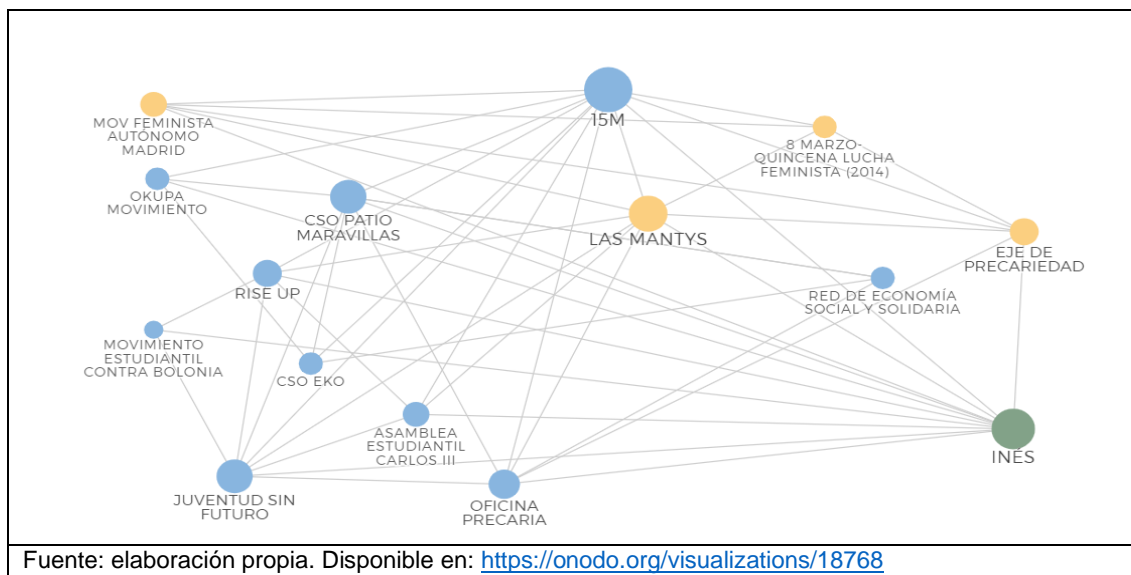 15M
MOV FEMINISTA
AUTÓNOMO
MADRID
8 MARZO-
QUINCENA LUCHA
FEMINISTA (2014)
OKUPA
MOVIMIENTO
CSO PATIO
MARAVILLAS
LAS MANTYS
EJE DE
PRECARIEDAD
RISE UP
RED DE ECONOMÍA
SOCIAL Y SOLIDARIA
MOVIMIENTO
ESTUDIANTIL
CONTRA BOLONIA
CSO EKO
ASAMBLEA
ESTUDIANTIL
CARLOS III
INÉS
JUVENTUD SIN
FUTURO
OFICINA
PRECARIA
Fuente: elaboración propia. Disponible en: https://onodo.org/visualizations/18768